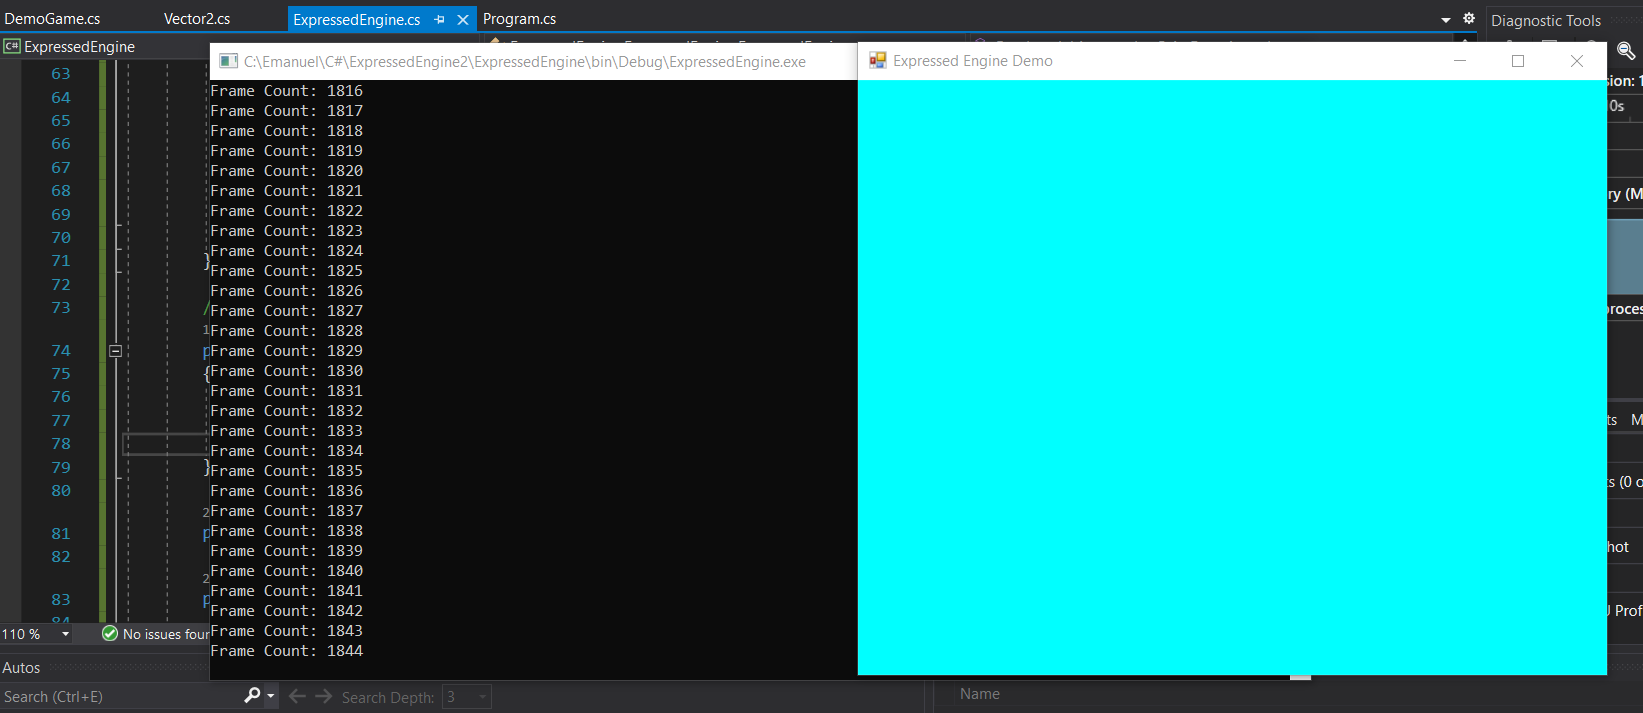 DemoGame.cs Vector2.cs ExpressedEngine.cs Program.cs
Diagnostic Tools
C# ExpressedEngine
C:\Emanuel\C#\ExpressedEngine2\ExpressedEngine\bin\Debug\ExpressedEngine.exe
Expressed Engine Demo
sion: 1
0s
ry (M
proces
ts M
ts (0 o
hot
U Prof
63
64
65
66
67
68
69
70
71 }
72
73 /
1
74 p
75 {
76
77
78
79 }
80
2
81 p
82
2
83 p
84
Frame Count: 1816
Frame Count: 1817
Frame Count: 1818
Frame Count: 1819
Frame Count: 1820
Frame Count: 1821
Frame Count: 1822
Frame Count: 1823
Frame Count: 1824
Frame Count: 1825
Frame Count: 1826
Frame Count: 1827
Frame Count: 1828
Frame Count: 1829
Frame Count: 1830
Frame Count: 1831
Frame Count: 1832
Frame Count: 1833
Frame Count: 1834
Frame Count: 1835
Frame Count: 1836
Frame Count: 1837
Frame Count: 1838
Frame Count: 1839
Frame Count: 1840
Frame Count: 1841
Frame Count: 1842
Frame Count: 1843
Frame Count: 1844
110 % No issues four
Autos
Search (Ctrl+E) Search Depth: 3
Name